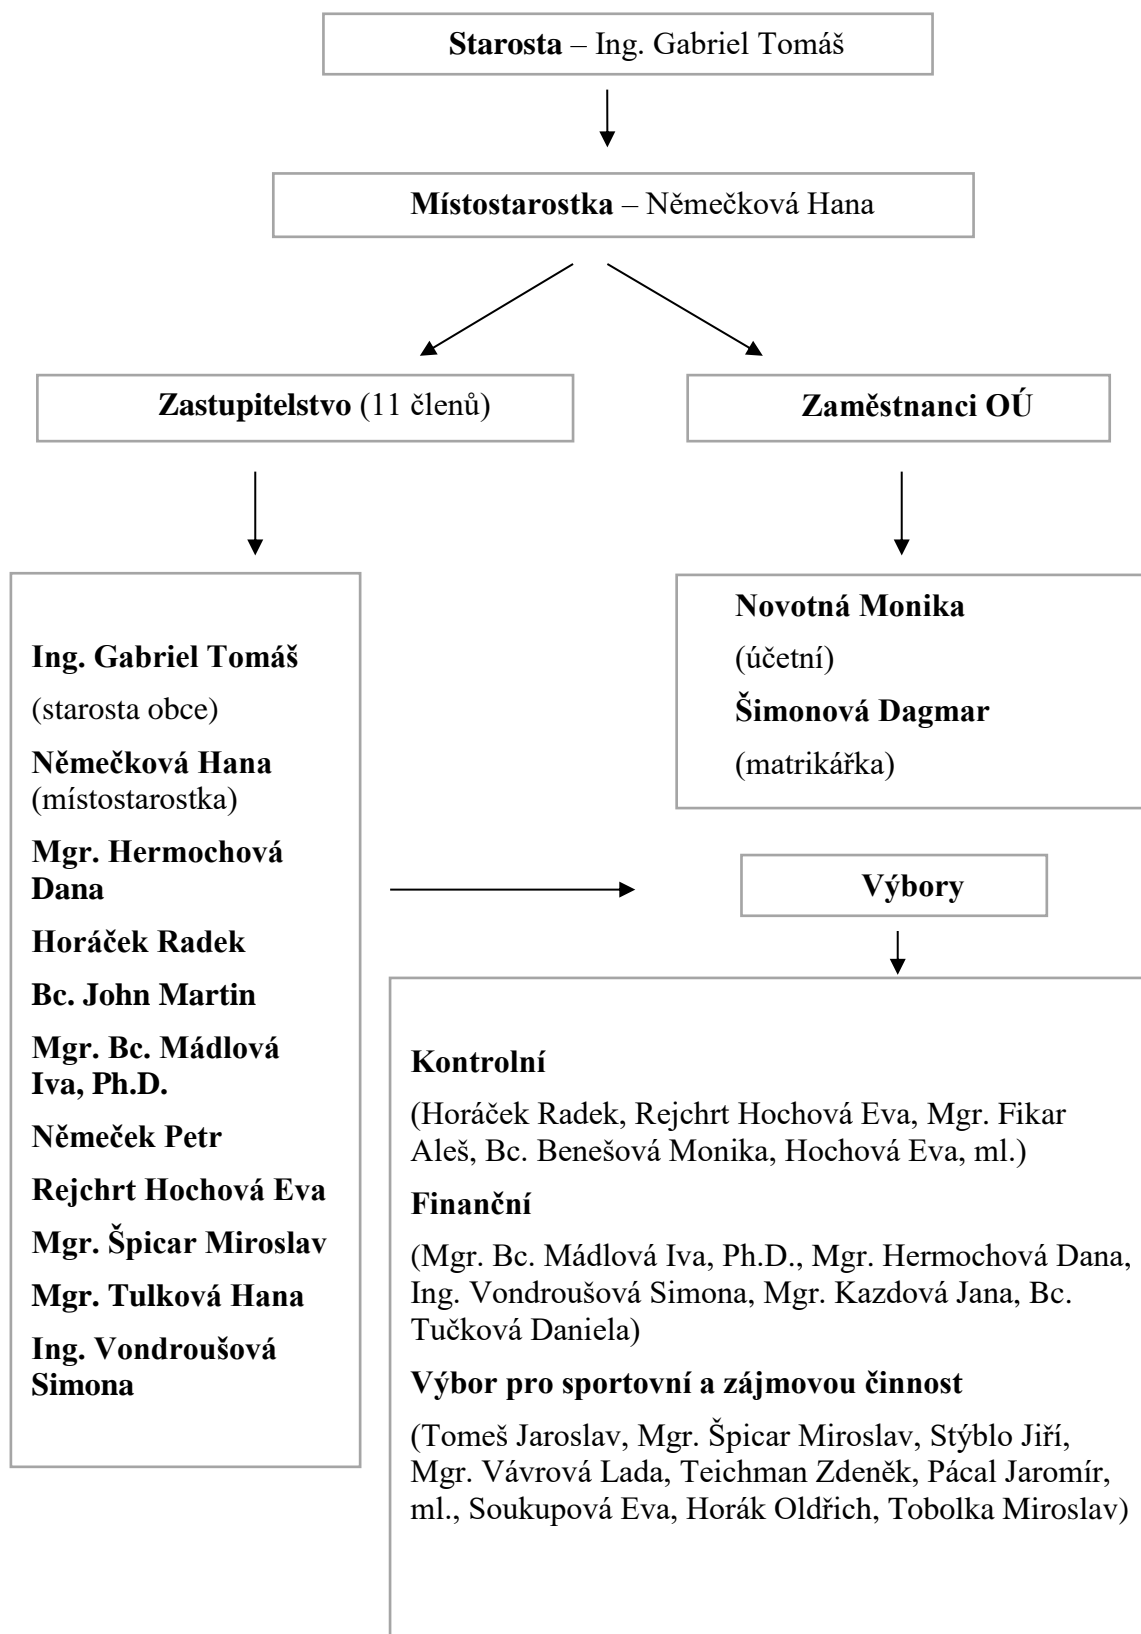 Starosta – Ing. Gabriel Tomáš
Místostarostka – Němečková Hana
Zastupitelstvo (11 členů)
Zaměstnanci OÚ
Ing. Gabriel Tomáš
(starosta obce)
Němečková Hana
(místostarostka)
Mgr. Hermochová
Dana
Horáček Radek
Bc. John Martin
Mgr. Bc. Mádlová
Iva, Ph.D.
Němeček Petr
Rejchrt Hochová Eva
Mgr. Špicar Miroslav
Mgr. Tulková Hana
Ing. Vondroušová
Simona
Novotná Monika
(účetní)
Šimonová Dagmar
(matrikářka)
Výbory
Kontrolní
(Horáček Radek, Rejchrt Hochová Eva, Mgr. Fikar
Aleš, Bc. Benešová Monika, Hochová Eva, ml.)
Finanční
(Mgr. Bc. Mádlová Iva, Ph.D., Mgr. Hermochová Dana,
Ing. Vondroušová Simona, Mgr. Kazdová Jana, Bc.
Tučková Daniela)
Výbor pro sportovní a zájmovou činnost
(Tomeš Jaroslav, Mgr. Špicar Miroslav, Stýblo Jiří,
Mgr. Vávrová Lada, Teichman Zdeněk, Pácal Jaromír,
ml., Soukupová Eva, Horák Oldřich, Tobolka Miroslav)